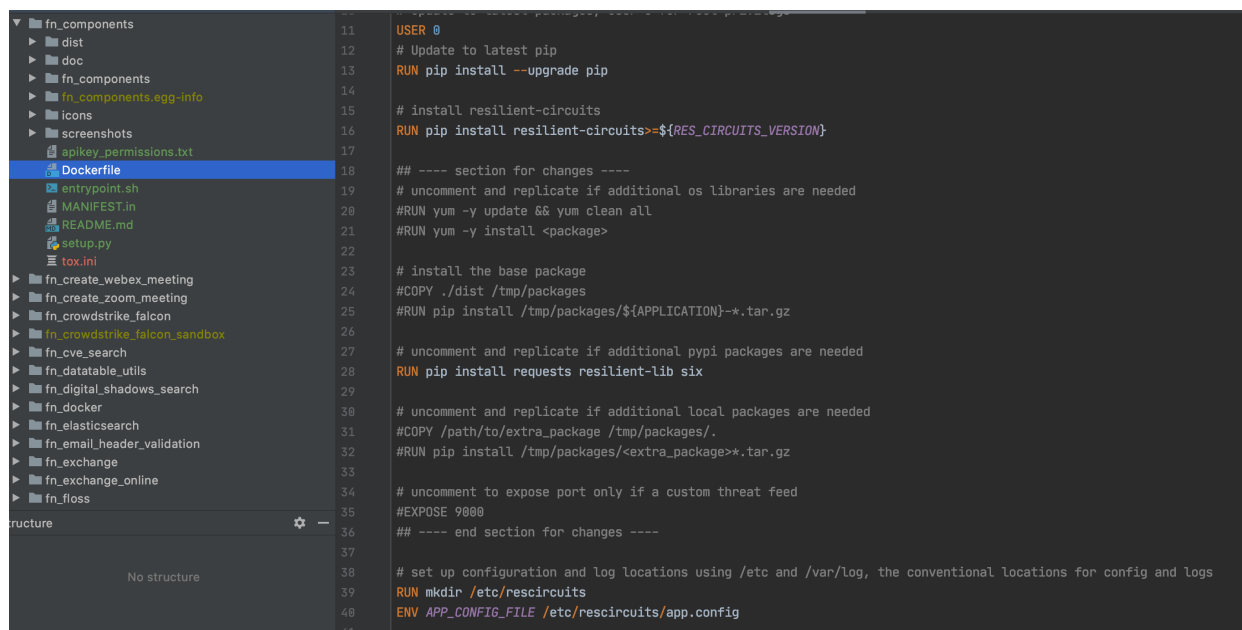 fn_components
dist
doc
fn_components
fn_components.egg-info
icons
screenshots
apikey_permissions.txt
Dockerfile
entrypoint.sh
MANIFEST.in
README.md
setup.py
tox.ini
fn_create_webex_meeting
fn_create_zoom_meeting
fn_crowdstrike_falcon
fn_crowdstrike_falcon_sandbox
fn_cve_search
fn_datatable_utils
fn_digital_shadows_search
fn_docker
fn_elasticsearch
fn_email_header_validation
fn_exchange
fn_exchange_online
fn_floss
ructure
No structure
11 USER 0
12 # Update to latest pip
13 RUN pip install --upgrade pip
14
15 # install resilient-circuits
16 RUN pip install resilient-circuits>=${RES_CIRCUITS_VERSION}
17
18 ## ---- section for changes ----
19 # uncomment and replicate if additional os libraries are needed
20 #RUN yum -y update && yum clean all
21 #RUN yum -y install <package>
22
23 # install the base package
24 #COPY ./dist /tmp/packages
25 #RUN pip install /tmp/packages/${APPLICATION}-*.tar.gz
26
27 # uncomment and replicate if additional pypi packages are needed
28 RUN pip install requests resilient-lib six
29
30 # uncomment and replicate if additional local packages are needed
31 #COPY /path/to/extra_package /tmp/packages/.
32 #RUN pip install /tmp/packages/<extra_package>*.tar.gz
33
34 # uncomment to expose port only if a custom threat feed
35 #EXPOSE 9000
36 ## ---- end section for changes ----
37
38 # set up configuration and log locations using /etc and /var/log, the conventional locations for config and logs
39 RUN mkdir /etc/rescircuits
40 ENV APP_CONFIG_FILE /etc/rescircuits/app.config